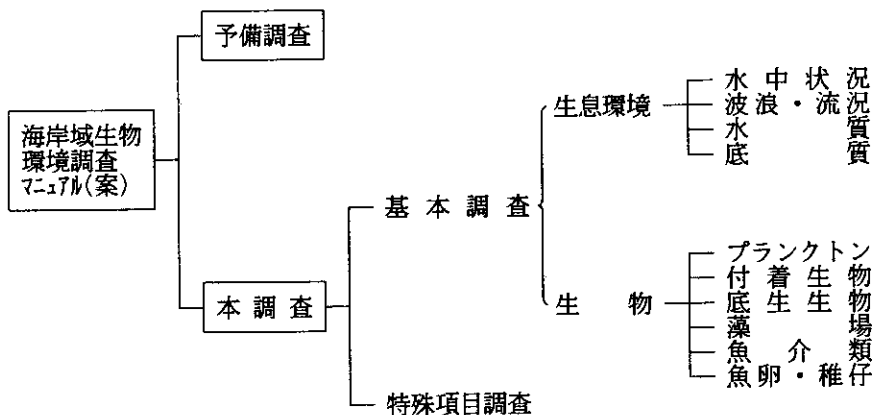 海岸域生物
環境調査
マニュアル(案)
予備調査
本調査
基本調査
特殊項目調査
生息環境
水中状況
波浪・流況
水質
底質
生物
プランクトン
付着生物
底生生物
藻場
魚介類
魚卵・稚仔